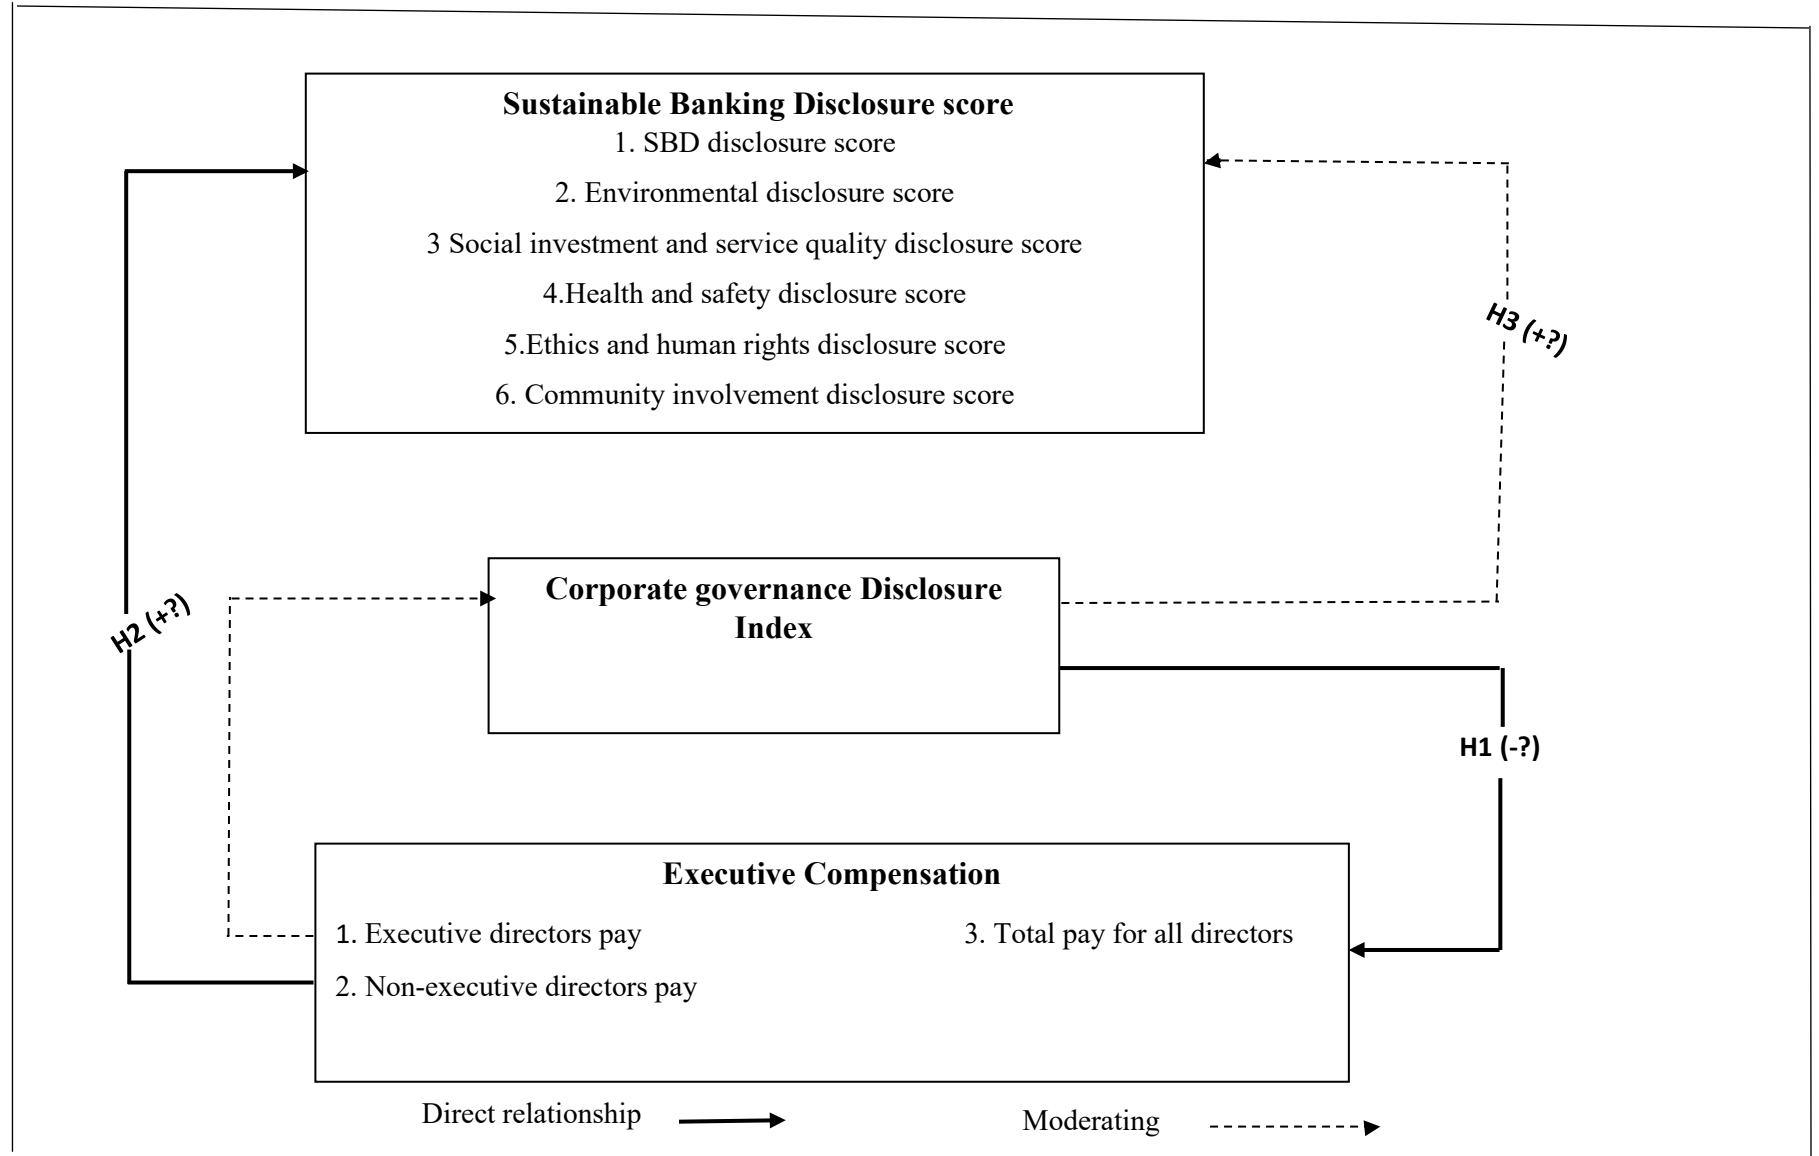 Sustainable Banking Disclosure score
1. SBD disclosure score
2. Environmental disclosure score
3 Social investment and service quality disclosure score
4.Health and safety disclosure score
5.Ethics and human rights disclosure score
6. Community involvement disclosure score
H3 (+?)
H2 (+?)
Corporate governance Disclosure
Index
H1 (-?)
Executive Compensation
1. Executive directors pay
3. Total pay for all directors
2. Non-executive directors pay
Direct relationship
Moderating